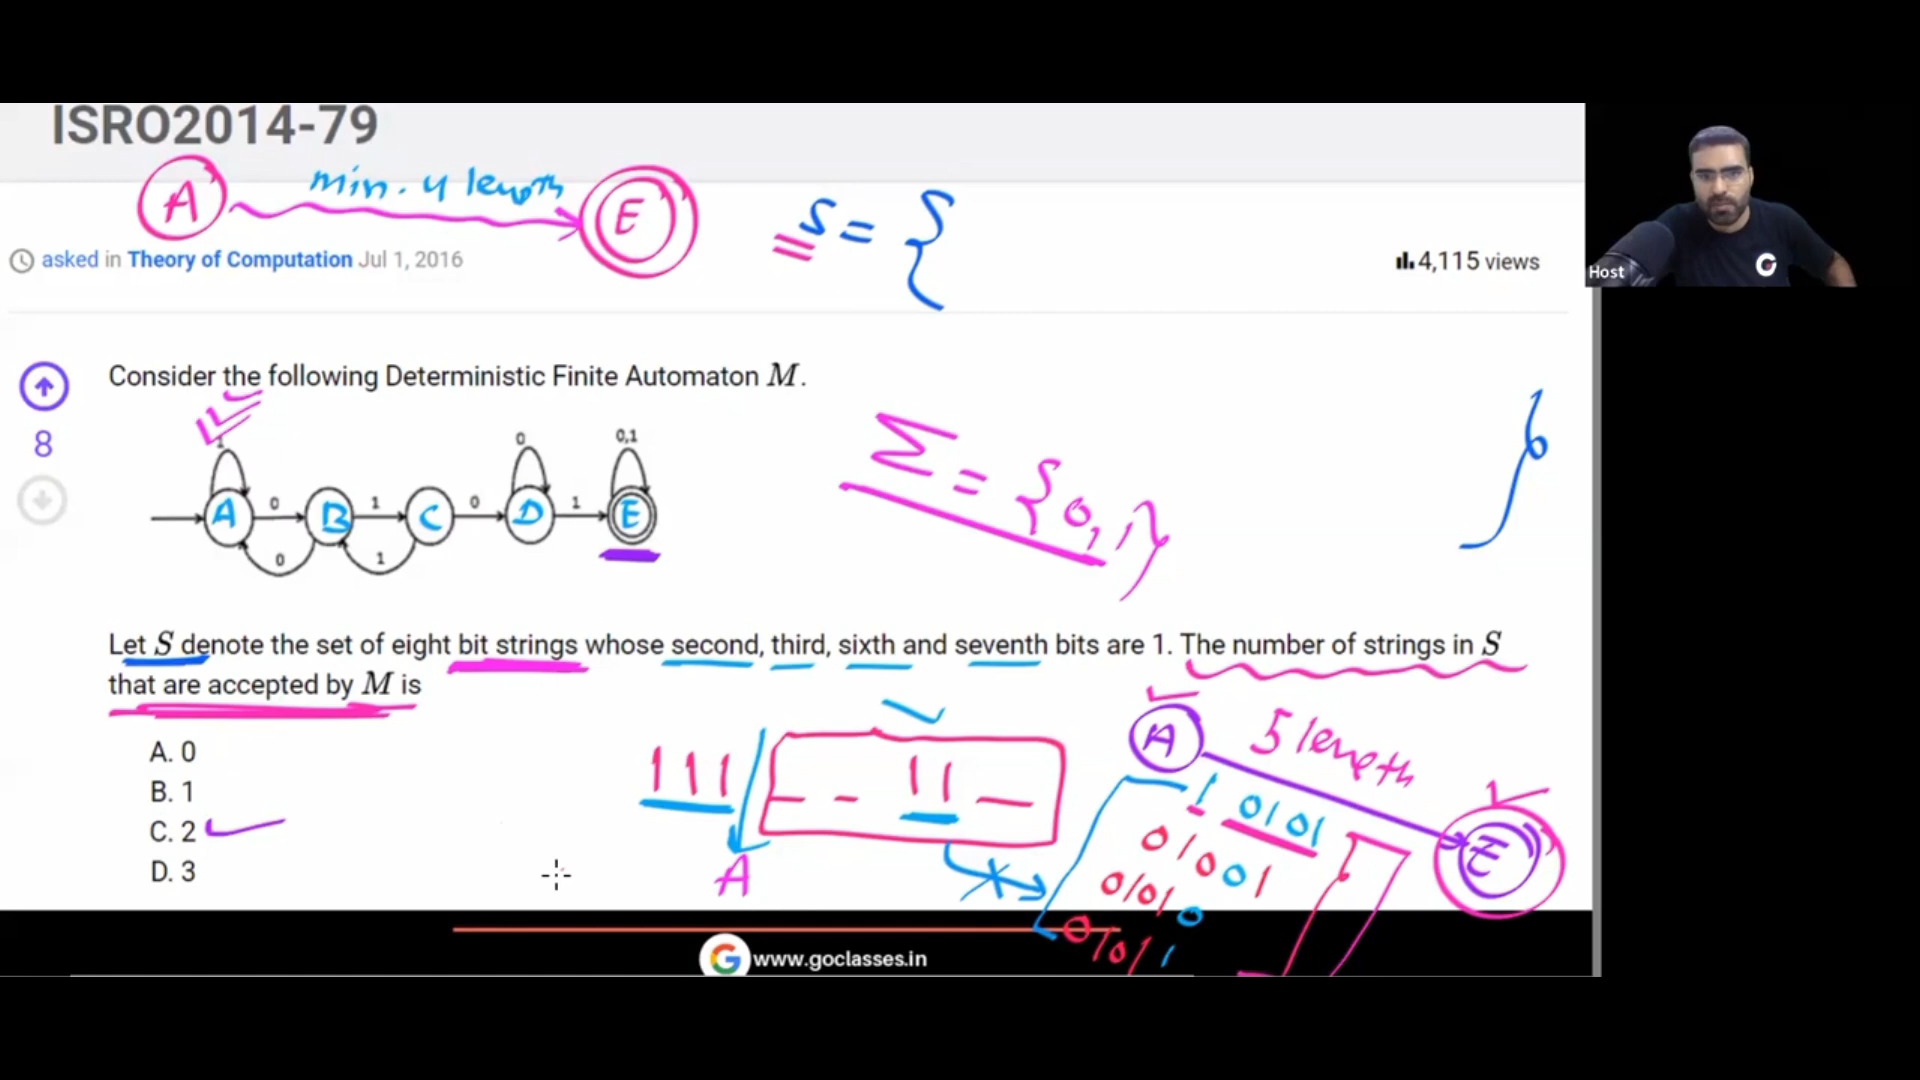 ISRO2014-79
A min. 4 length E
S = {
asked in Theory of Computation Jul 1, 2016
4,115 views
Host
G
Consider the following Deterministic Finite Automaton M.
8
1 0 0,1
A 0 B 1 C 0 D 1 E
0 1
Σ = {0,1}
Let S denote the set of eight bit strings whose second, third, sixth and seventh bits are 1. The number of strings in S
that are accepted by M is
A. 0
B. 1
C. 2
D. 3
111 _ _ 11 _
A
A 5 length E
1 0101
01001
01010
01011
G www.goclasses.in